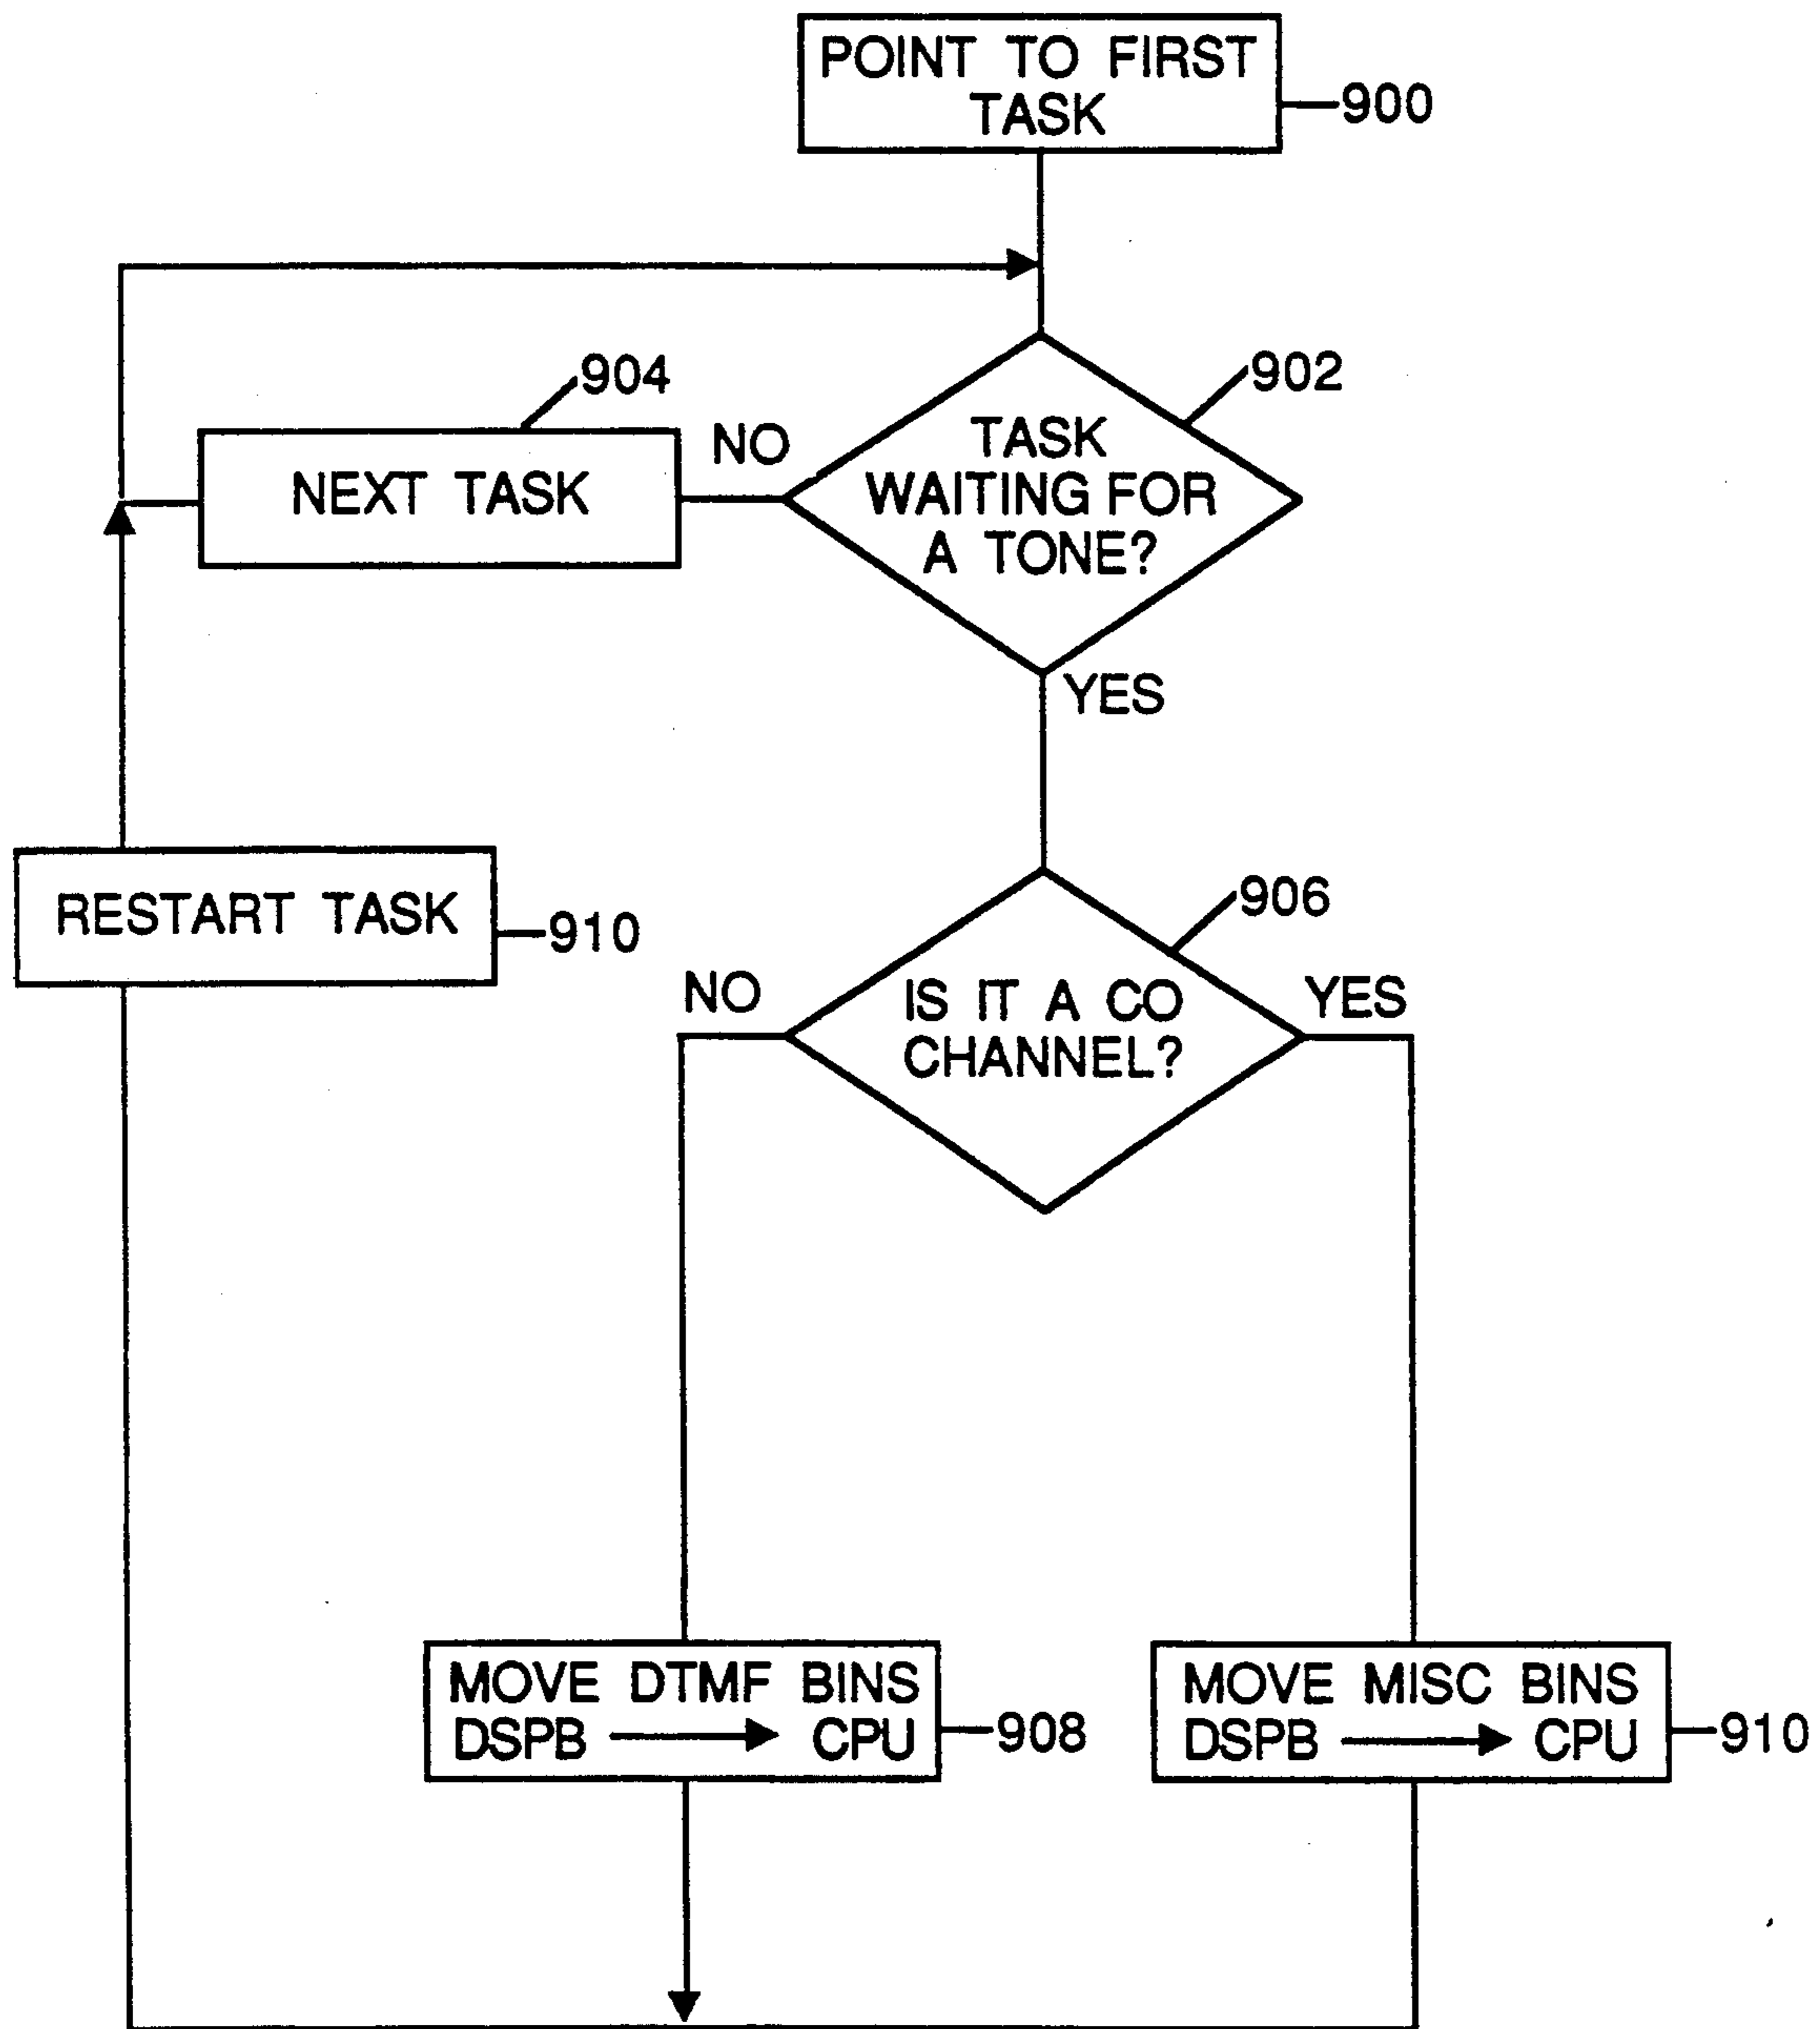 POINT TO FIRST
TASK
900
902
TASK
WAITING FOR
A TONE?
904
NEXT TASK
NO
YES
RESTART TASK
910
906
IS IT A CO
CHANNEL?
NO
YES
MOVE DTMF BINS
DSPB → CPU
908
MOVE MISC BINS
DSPB → CPU
910